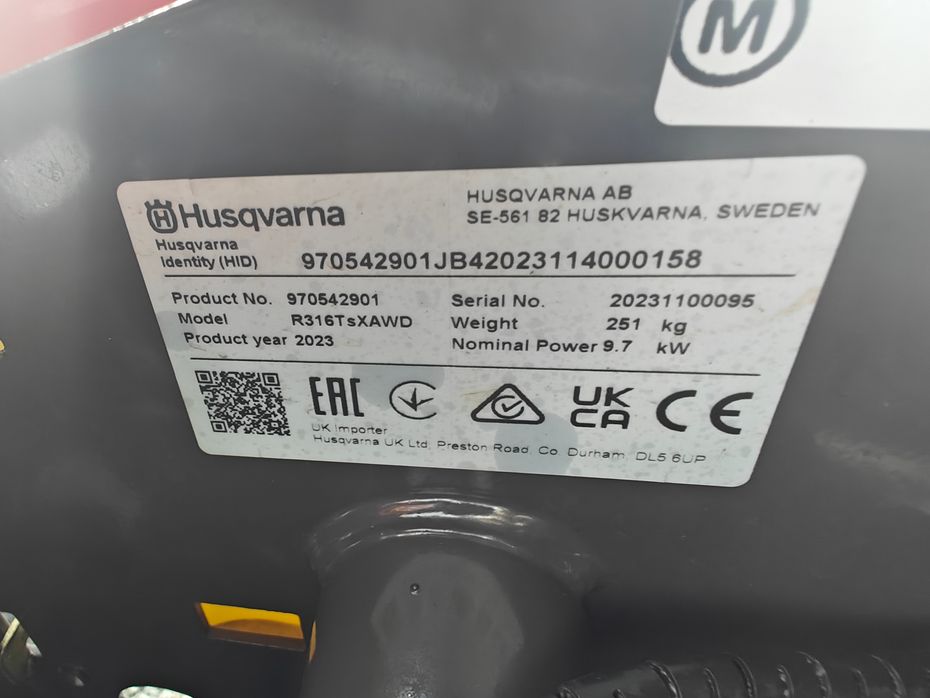 M
Husqvarna
HUSQVARNA AB
SE-561 82 HUSKVARNA, SWEDEN
Husqvarna
Identity (HID) 970542901JB42023114000158
Product No. 970542901 Serial No. 20231100095
Model R316TsXAWD Weight 251 kg
Product year 2023 Nominal Power 9.7 kW
EAC UK CA CE
UK Importer
Husqvarna UK Ltd, Preston Road, Co. Durham, DL5 6UP